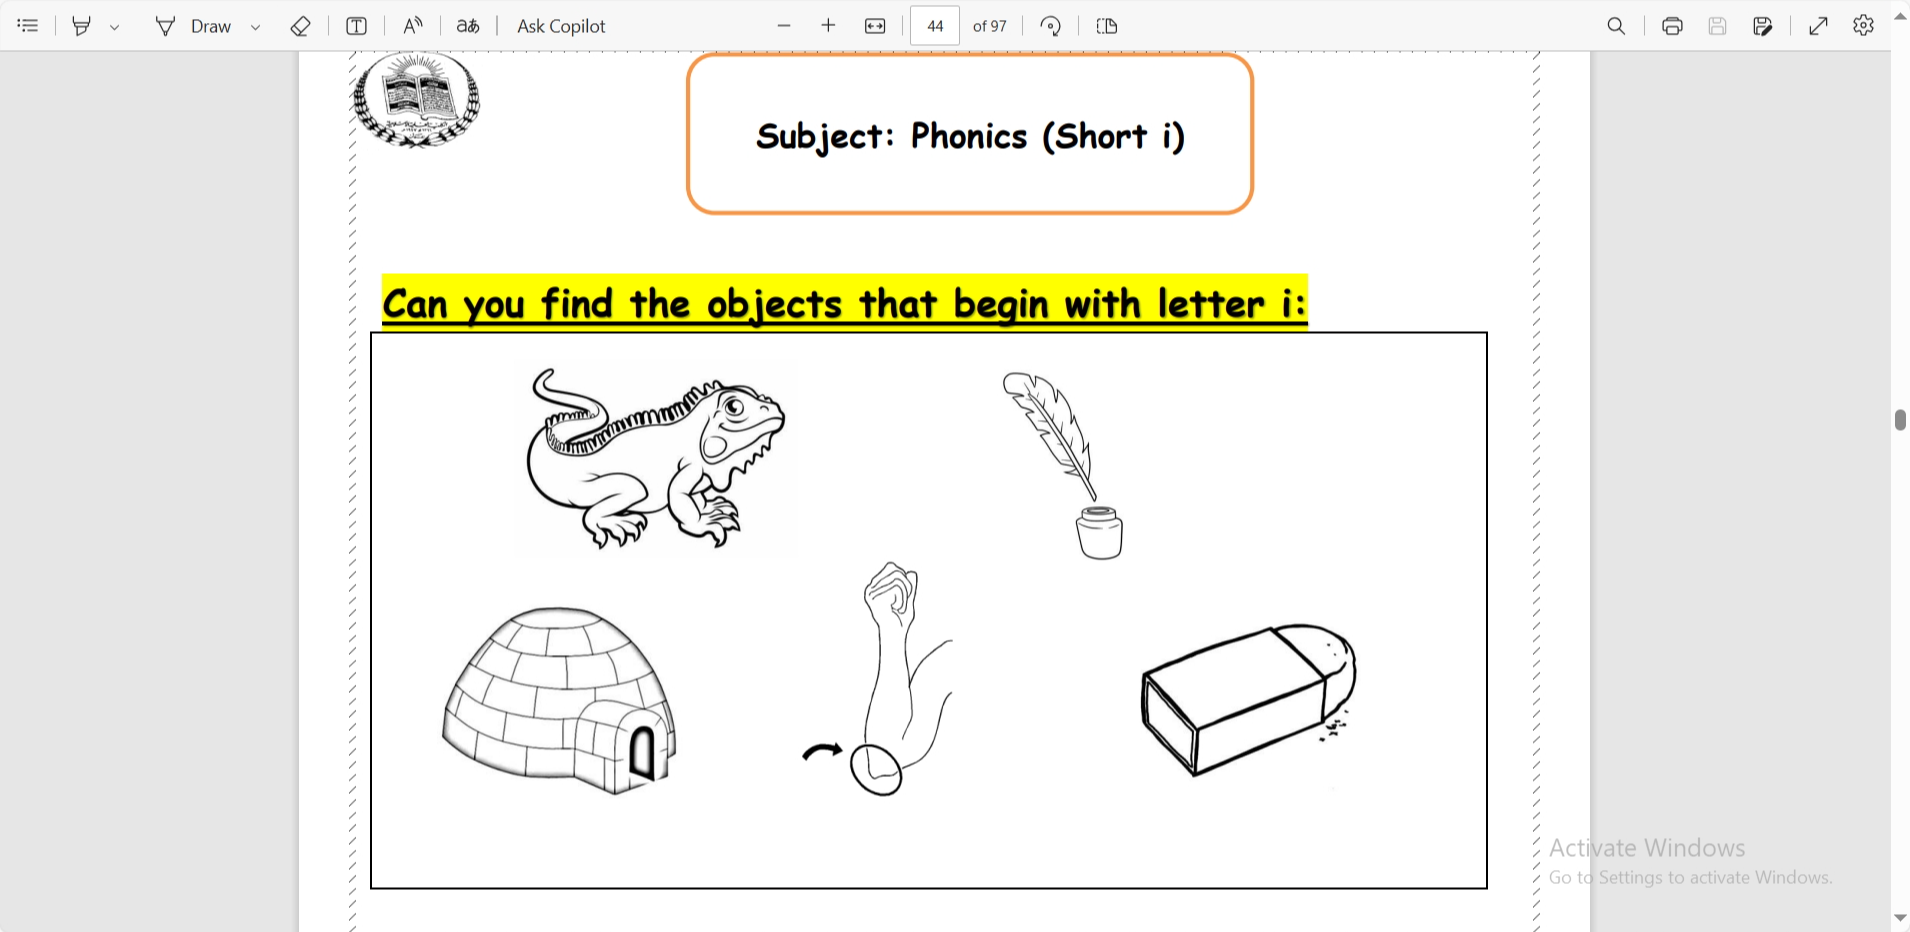 Draw
Ask Copilot
44 of 97
Subject: Phonics (Short i)
Can you find the objects that begin with letter i:
Activate Windows
Go to Settings to activate Windows.